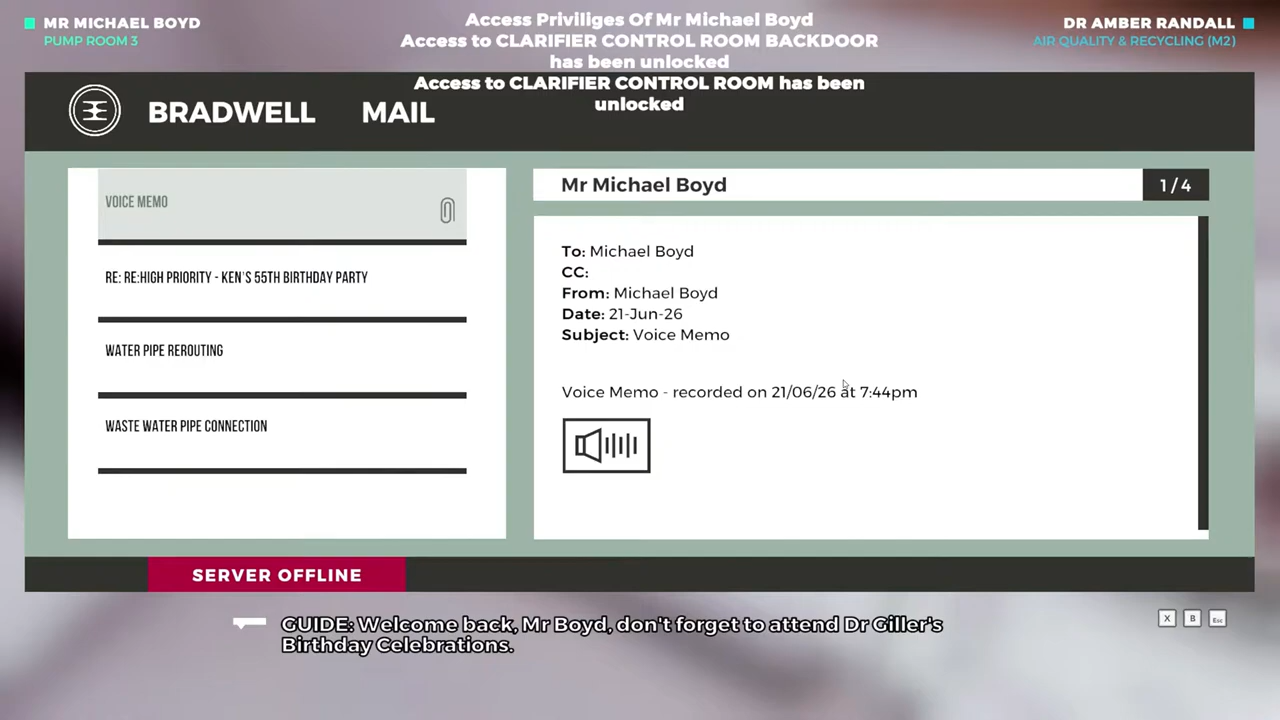 MR MICHAEL BOYD
PUMP ROOM 3
Access Priviliges Of Mr Michael Boyd
Access to CLARIFIER CONTROL ROOM BACKDOOR
has been unlocked
Access to CLARIFIER CONTROL ROOM has been
unlocked
DR AMBER RANDALL
AIR QUALITY & RECYCLING (M2)
BRADWELL MAIL
VOICE MEMO
RE: RE:HIGH PRIORITY - KEN'S 55TH BIRTHDAY PARTY
WATER PIPE REROUTING
WASTE WATER PIPE CONNECTION
Mr Michael Boyd
1 / 4
To: Michael Boyd
CC:
From: Michael Boyd
Date: 21-Jun-26
Subject: Voice Memo
Voice Memo - recorded on 21/06/26 at 7:44pm
SERVER OFFLINE
GUIDE: Welcome back, Mr Boyd, don't forget to attend Dr Giller's
Birthday Celebrations.
X B Esc